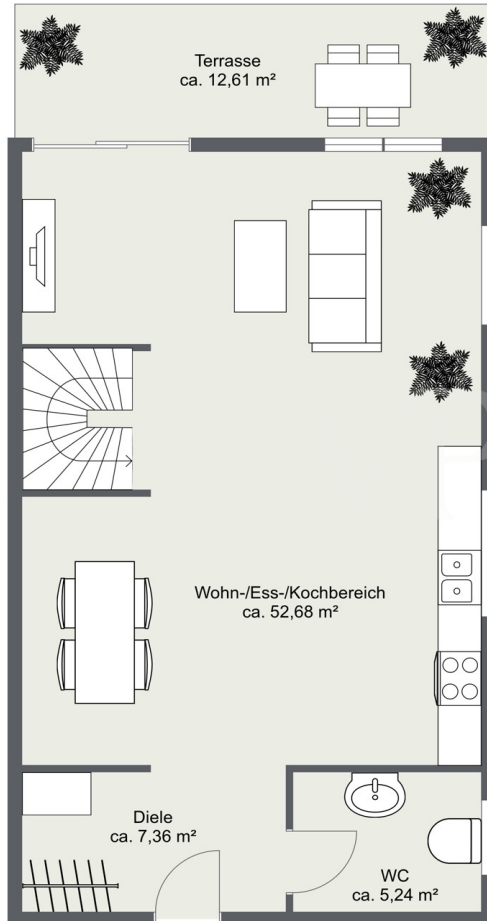 Terrasse
ca. 12,61 m²
Wohn-/Ess-/Kochbereich
ca. 52,68 m²
Diele
ca. 7,36 m²
WC
ca. 5,24 m²